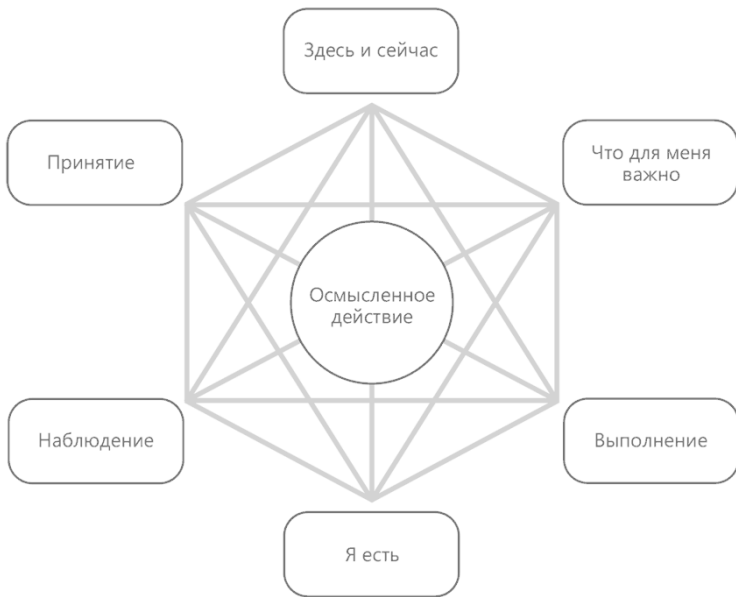 Здесь и сейчас
Принятие
Что для меня
важно
Осмысленное
действие
Наблюдение
Выполнение
Я есть